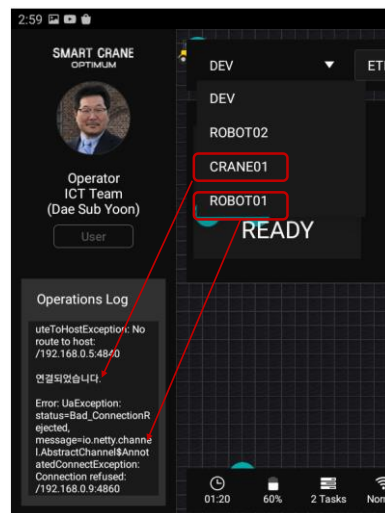 2:59
SMART CRANE
OPTIMUM
Operator
ICT Team
(Dae Sub Yoon)
User
Operations Log
uteToHostException: No
route to host:
/192.168.0.5:4840
연결되었습니다.
Error: UaException:
status=Bad_ConnectionR
ejected,
message=io.netty.channe
l.AbstractChannel$Annot
atedConnectException:
Connection refused:
/192.168.0.9:4860
DEV
DEV
ROBOT02
CRANE01
ROBOT01
READY
01:20
60%
2 Tasks